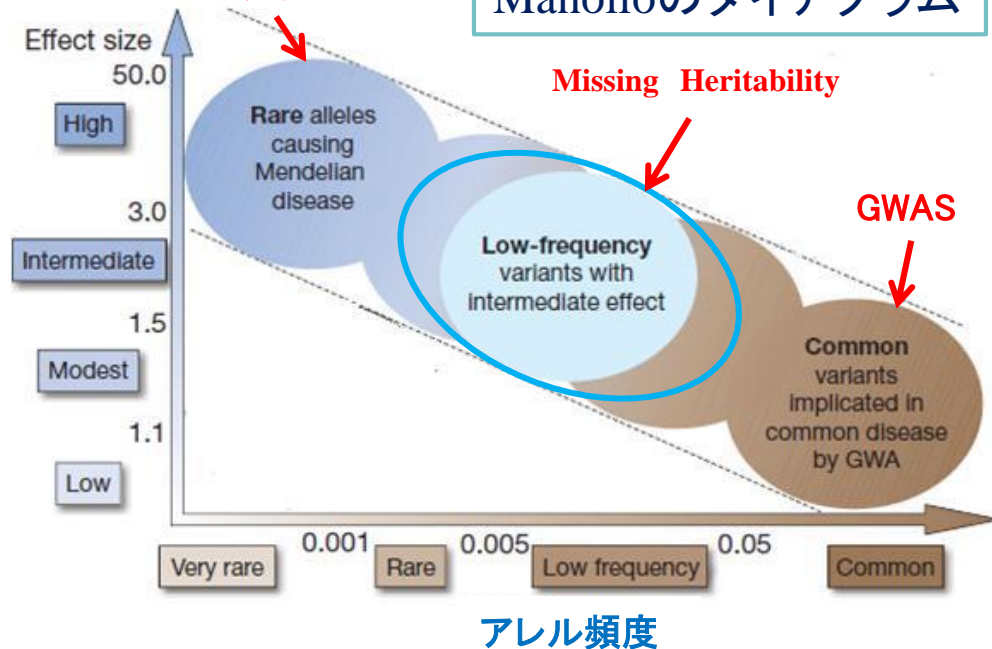 Manolioのダイアグラム
Effect size
50.0
High
3.0
Intermediate
1.5
Modest
1.1
Low
Rare alleles
causing
Mendelian
disease
Missing Heritability
Low-frequency
variants with
intermediate effect
GWAS
Common
variants
implicated in
common disease
by GWA
0.001
0.005
0.05
Very rare
Rare
Low frequency
Common
アレル頻度